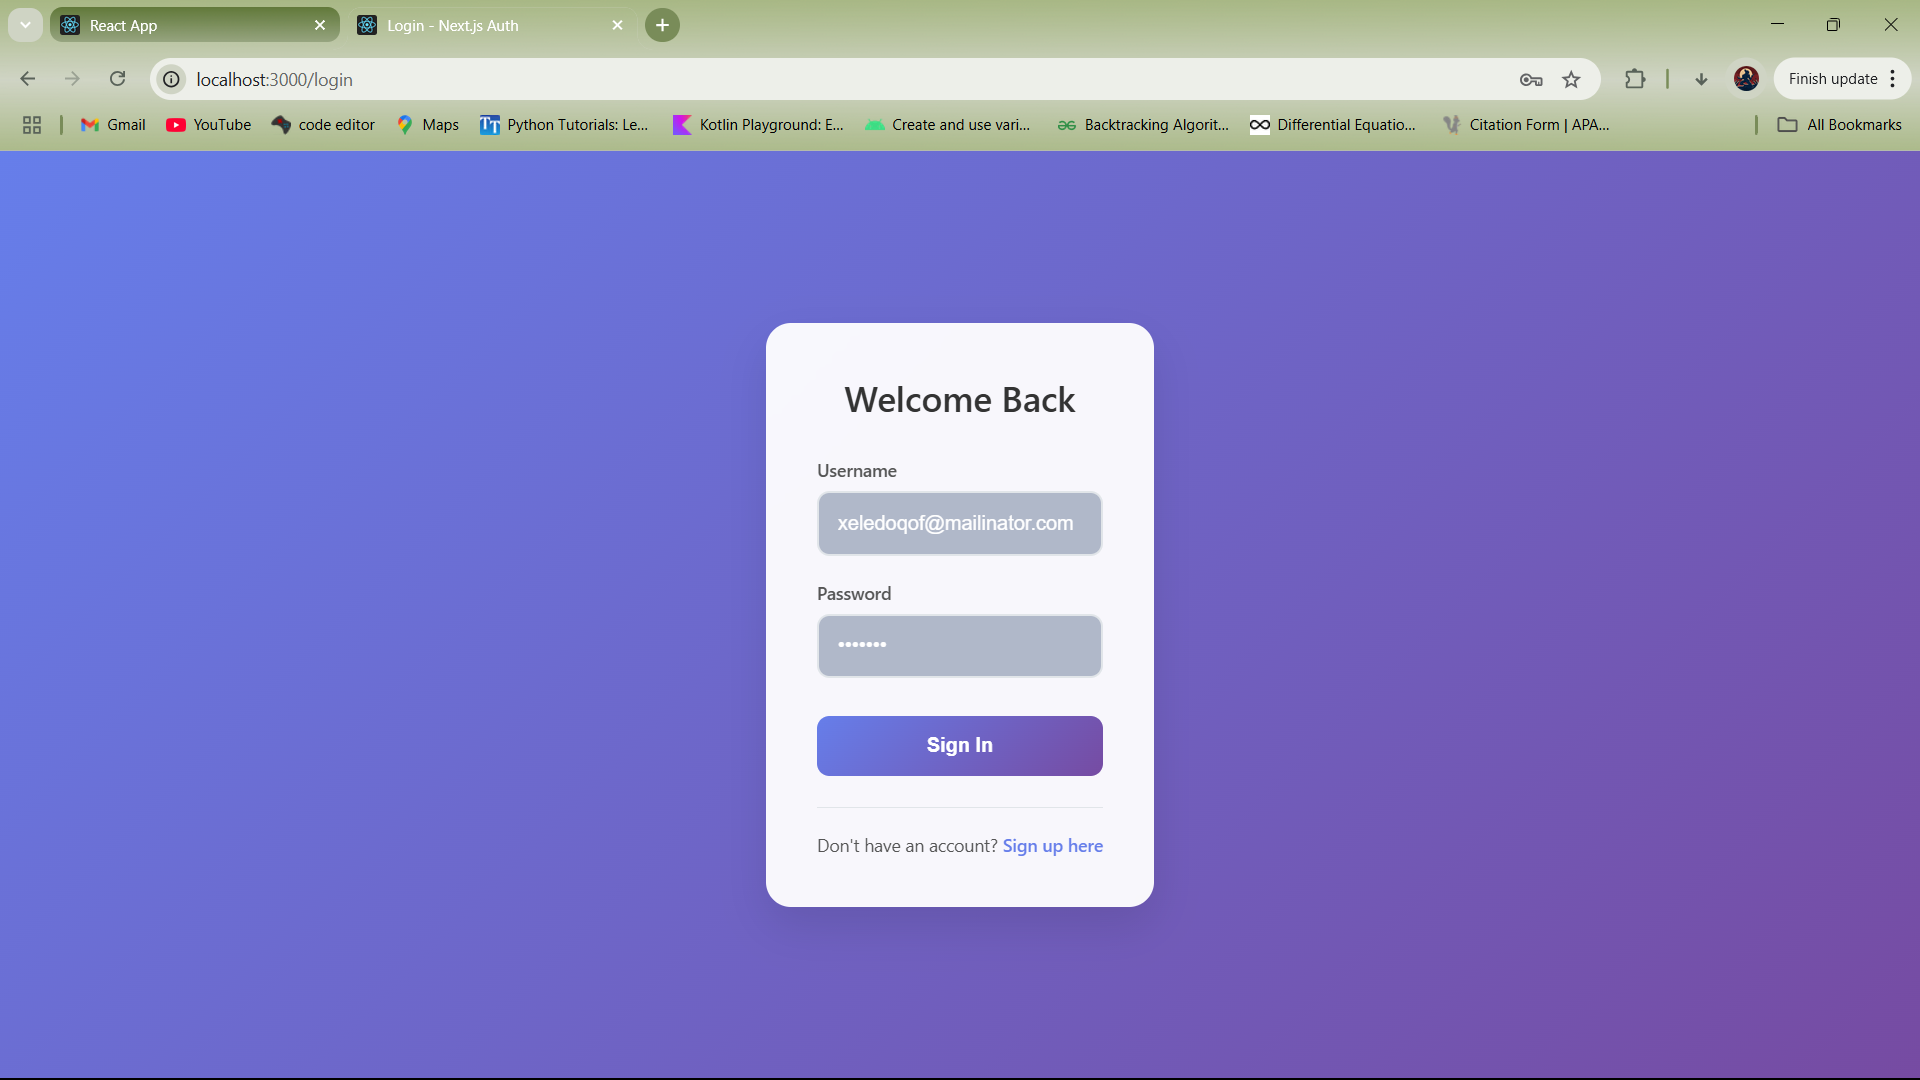 React App
Login - Next.js Auth
localhost:3000/login
Finish update
Gmail
YouTube
code editor
Maps
Python Tutorials: Le...
Kotlin Playground: E...
Create and use vari...
Backtracking Algorit...
Differential Equatio...
Citation Form | APA...
All Bookmarks
Welcome Back
Username
xeledoqof@mailinator.com
Password
•••••••
Sign In
Don't have an account? Sign up here